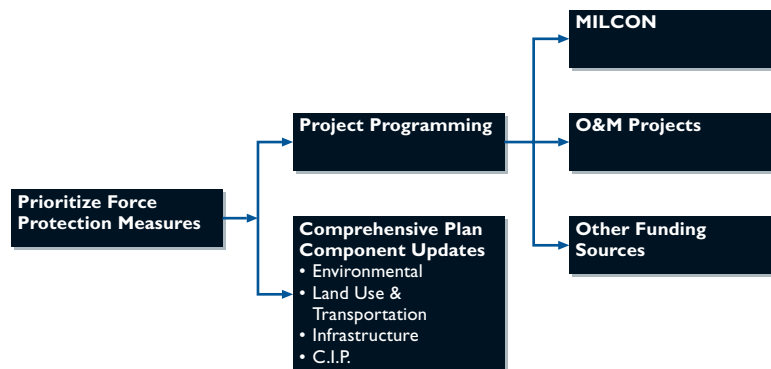 Prioritize Force
Protection Measures
Project Programming
Comprehensive Plan
Component Updates
• Environmental
• Land Use &
Transportation
• Infrastructure
• C.I.P.
MILCON
O&M Projects
Other Funding
Sources